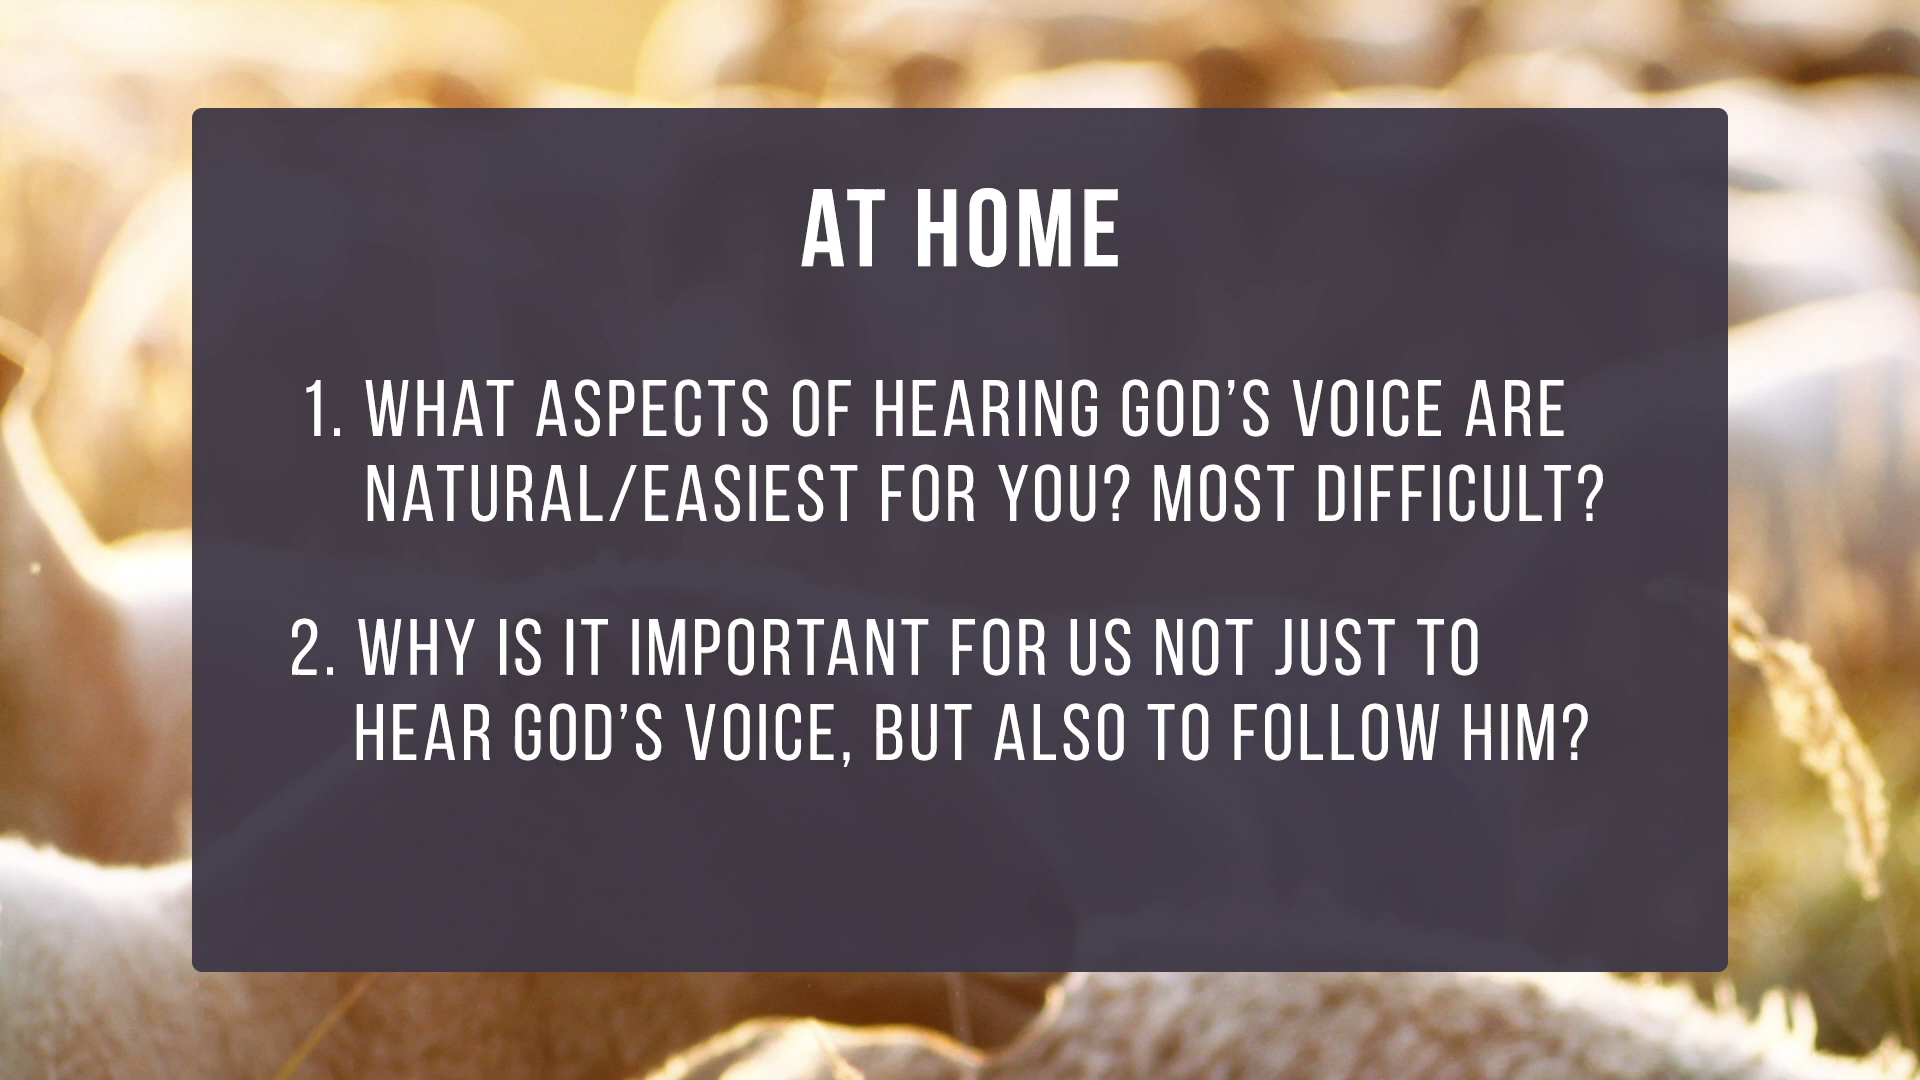 AT HOME
1. WHAT ASPECTS OF HEARING GOD’S VOICE ARE
NATURAL/EASIEST FOR YOU? MOST DIFFICULT?
2. WHY IS IT IMPORTANT FOR US NOT JUST TO
HEAR GOD’S VOICE, BUT ALSO TO FOLLOW HIM?